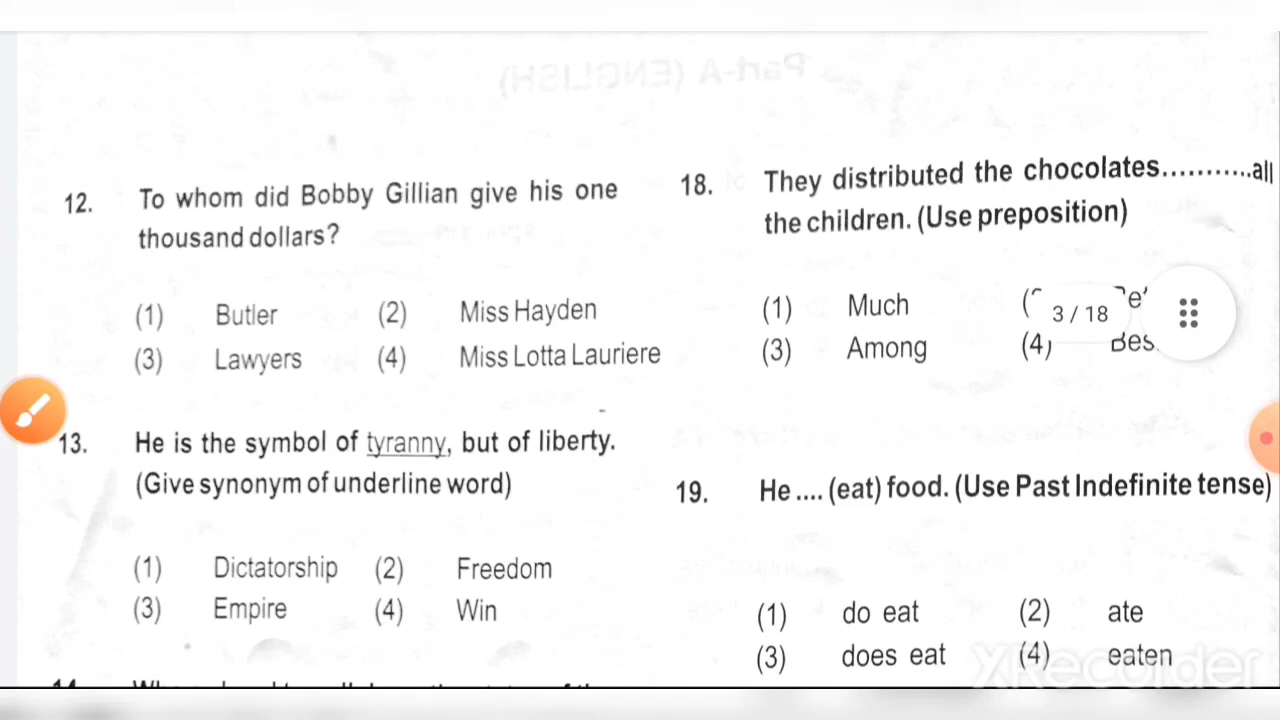 Part-A (ENGLISH)
12. To whom did Bobby Gillian give his one
thousand dollars?
(1) Butler (2) Miss Hayden
(3) Lawyers (4) Miss Lotta Lauriere
13. He is the symbol of tyranny, but of liberty.
(Give synonym of underline word)
(1) Dictatorship (2) Freedom
(3) Empire (4) Win
18. They distributed the chocolates...........all
the children. (Use preposition)
(1) Much
(3) Among (4)
3 / 18
19. He .... (eat) food. (Use Past Indefinite tense)
(1) do eat (2) ate
(3) does eat (4) eaten
XRecorder